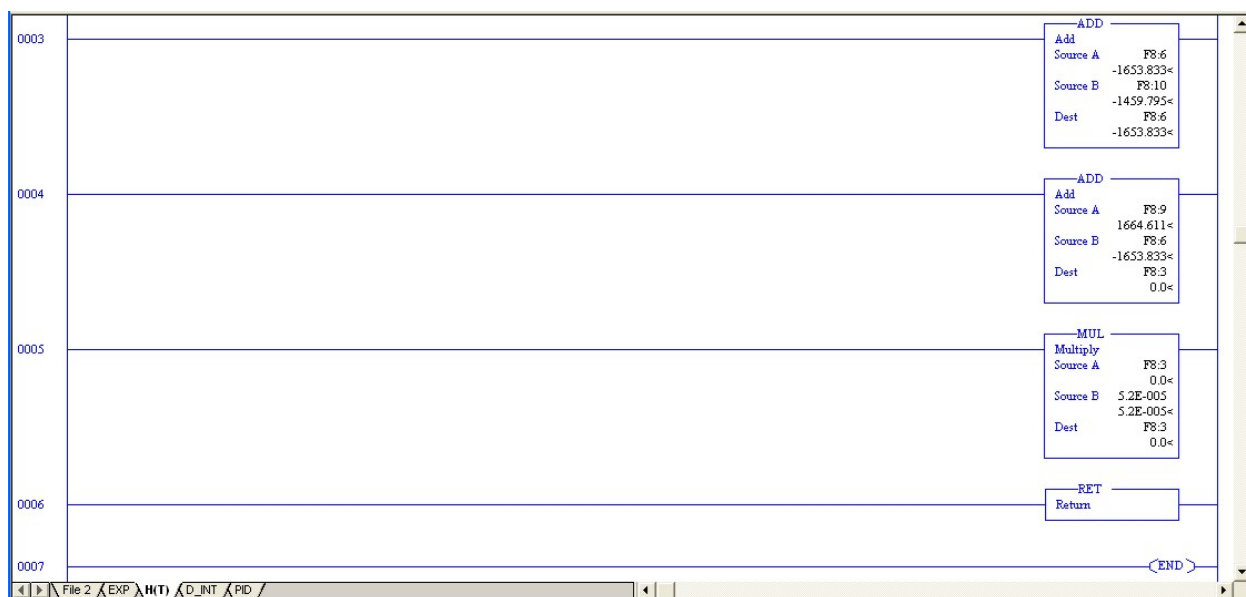 0003
ADD
Add
Source A F8:6
-1653.833<
Source B F8:10
-1459.795<
Dest F8:6
-1653.833<
0004
ADD
Add
Source A F8:9
1664.611<
Source B F8:6
-1653.833<
Dest F8:3
0.0<
0005
MUL
Multiply
Source A F8:3
0.0<
Source B 5.2E-005
5.2E-005<
Dest F8:3
0.0<
0006
RET
Return
0007
END
File 2 EXP H(T) D_INT PID